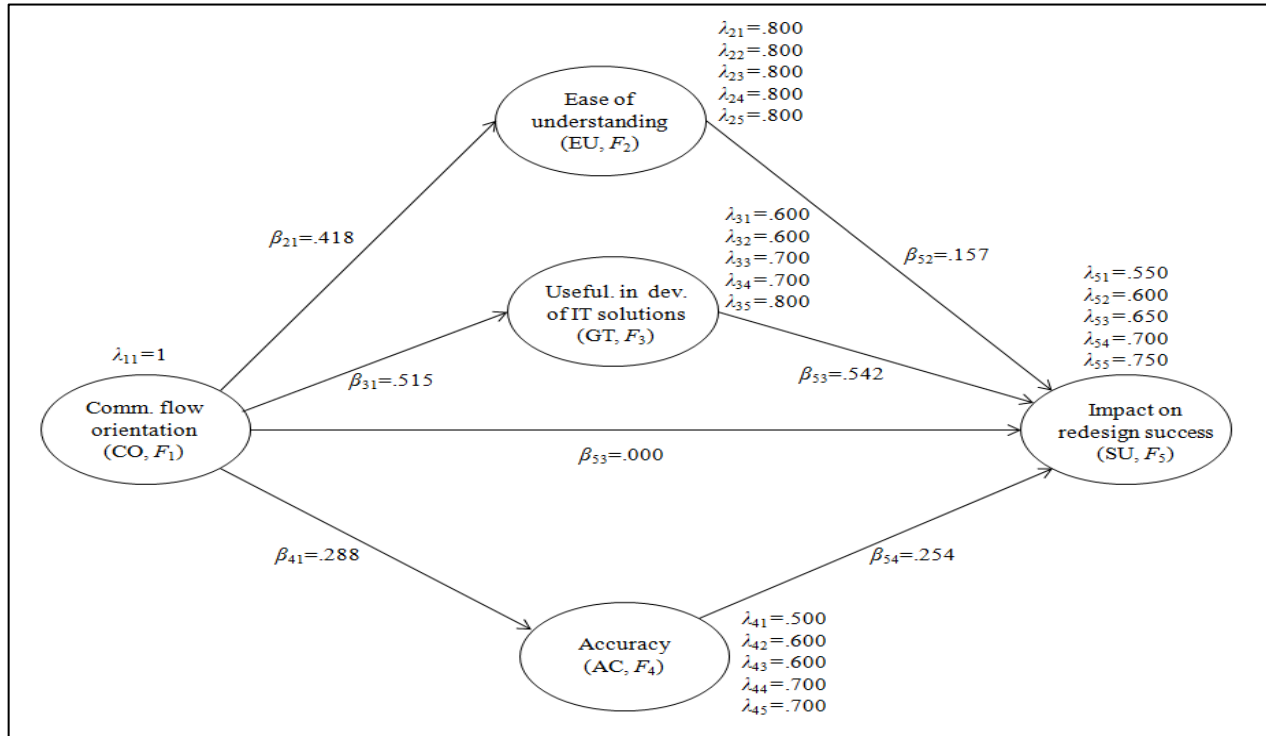 λ₂₁=.800
λ₂₂=.800
λ₂₃=.800
λ₂₄=.800
λ₂₅=.800
Ease of
understanding
(EU, F₂)
β₂₁=.418
λ₃₁=.600
λ₃₂=.600
λ₃₃=.700
λ₃₄=.700
λ₃₅=.800
β₅₂=.157
Useful. in dev.
of IT solutions
(GT, F₃)
λ₅₁=.550
λ₅₂=.600
λ₅₃=.650
λ₅₄=.700
λ₅₅=.750
λ₁₁=1
β₃₁=.515
β₅₃=.542
Comm. flow
orientation
(CO, F₁)
Impact on
redesign success
(SU, F₅)
β₅₃=.000
β₄₁=.288
β₅₄=.254
Accuracy
(AC, F₄)
λ₄₁=.500
λ₄₂=.600
λ₄₃=.600
λ₄₄=.700
λ₄₅=.700